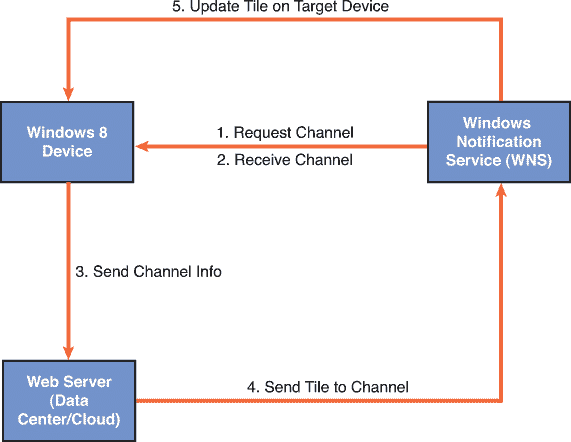 5. Update Tile on Target Device
Windows 8
Device
1. Request Channel
2. Receive Channel
Windows
Notification
Service (WNS)
3. Send Channel Info
Web Server
(Data
Center/Cloud)
4. Send Tile to Channel